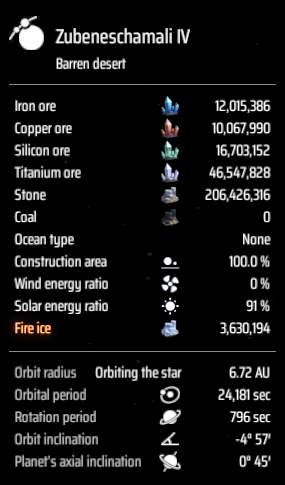 Zubeneschamali IV
Barren desert
Iron ore 12,015,386
Copper ore 10,067,990
Silicon ore 16,703,152
Titanium ore 46,547,828
Stone 206,426,316
Coal 0
Ocean type None
Construction area 100.0 %
Wind energy ratio 0 %
Solar energy ratio 91 %
Fire ice 3,630,194
Orbit radius Orbiting the star 6.72 AU
Orbital period 24,181 sec
Rotation period 796 sec
Orbit inclination -4° 57'
Planet's axial inclination 0° 45'